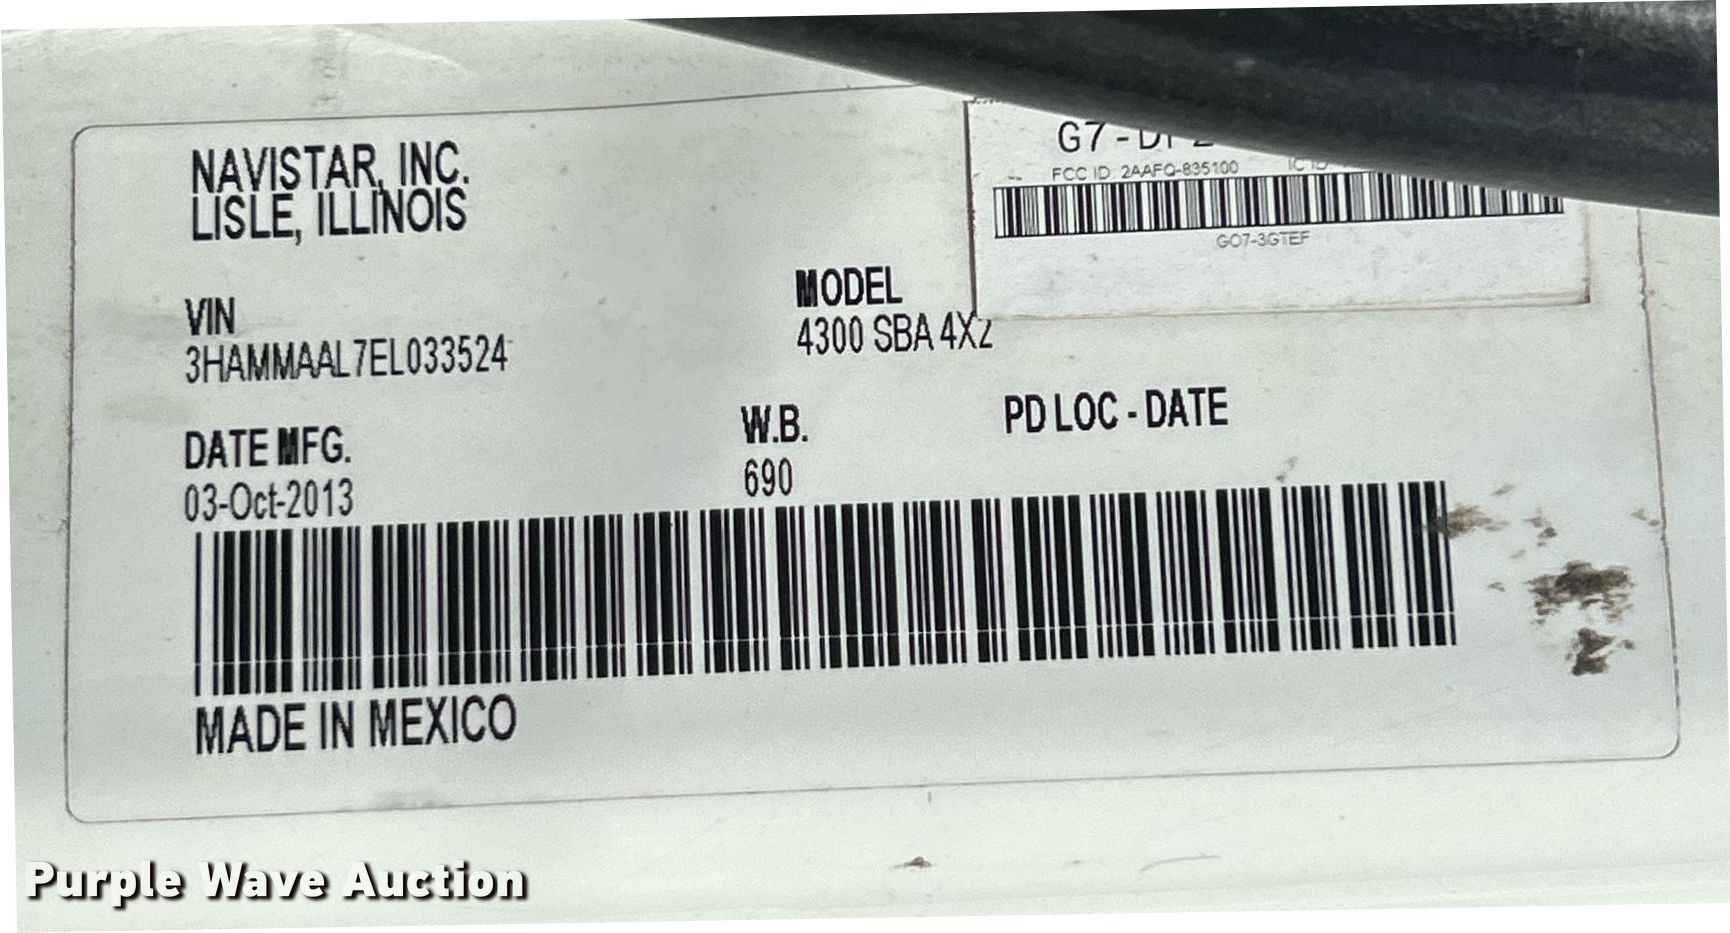 NAVISTAR, INC.
LISLE, ILLINOIS
G7 -
FCC ID: 2AAFQ-835100
GO7-3GTEF
VIN
3HAMMAAL7EL033524
MODEL
4300 SBA 4X2
DATE MFG.
03-Oct-2013
W.B.
690
PD LOC - DATE
MADE IN MEXICO
Purple Wave Auction